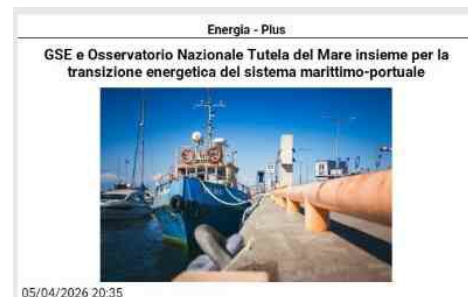 Energia - Plus
GSE e Osservatorio Nazionale Tutela del Mare insieme per la
transizione energetica del sistema marittimo-portuale
05/04/2026 20:35